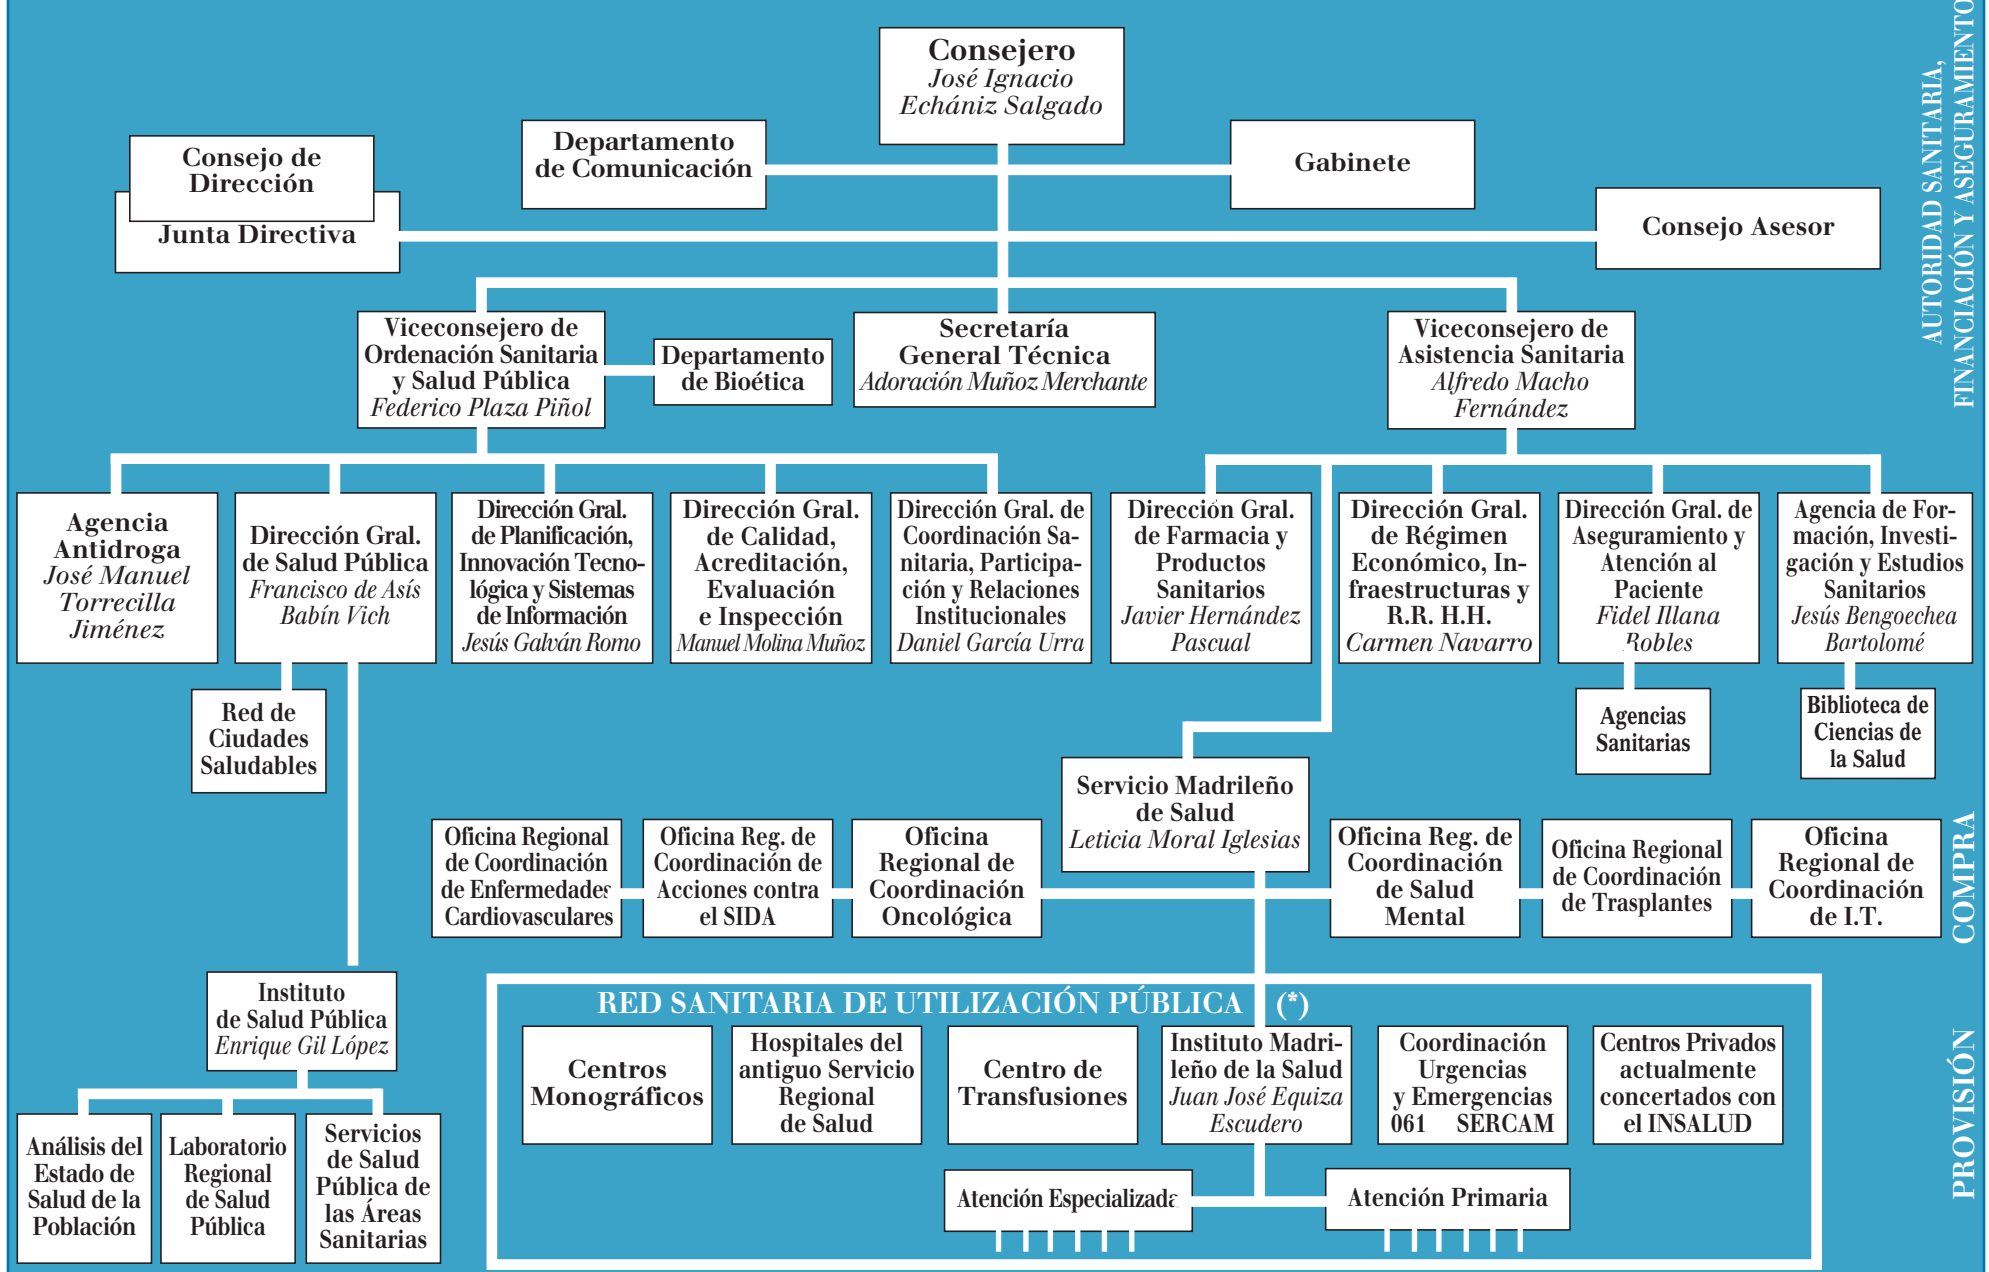 Consejero
José Ignacio
Echániz Salgado
Departamento
de Comunicación
Gabinete
Consejo de
Dirección
Junta Directiva
Consejo Asesor
AUTORIDAD SANITARIA,
FINANCIACIÓN Y ASEGURAMIENTO
Viceconsejero de
Ordenación Sanitaria
y Salud Pública
Federico Plaza Piñol
Departamento
de Bioética
Secretaría
General Técnica
Adoración Muñoz Merchante
Viceconsejero de
Asistencia Sanitaria
Alfredo Macho
Fernández
Agencia
Antidroga
José Manuel
Torrecilla
Jiménez
Dirección Gral.
de Salud Pública
Francisco de Asís
Babín Vich
Dirección Gral.
de Planificación,
Innovación Tecno-
lógica y Sistemas
de Información
Jesús Galván Romo
Dirección Gral.
de Calidad,
Acreditación,
Evaluación
e Inspección
Manuel Molina Muñoz
Dirección Gral. de
Coordinación Sa-
nitaria, Participa-
ción y Relaciones
Institucionales
Daniel García Urra
Dirección Gral.
de Farmacia y
Productos
Sanitarios
Javier Hernández
Pascual
Dirección Gral.
de Régimen
Económico, In-
fraestructuras y
R.R. H.H.
Carmen Navarro
Dirección Gral. de
Aseguramiento y
Atención al
Paciente
Fidel Illana
Robles
Agencia de For-
mación, Investi-
gación y Estudios
Sanitarios
Jesús Bengoechea
Bartolomé
Red de
Ciudades
Saludables
Agencias
Sanitarias
Biblioteca de
Ciencias de
la Salud
Servicio Madrileño
de Salud
Leticia Moral Iglesias
Oficina Regional
de Coordinación
de Enfermedades
Cardiovasculares
Oficina Reg. de
Coordinación de
Acciones contra
el SIDA
Oficina
Regional de
Coordinación
Oncológica
Oficina Reg. de
Coordinación
de Salud
Mental
Oficina Regional
de Coordinación
de Trasplantes
Oficina
Regional de
Coordinación
de I.T.
COMPRA
Instituto
de Salud Pública
Enrique Gil López
RED SANITARIA DE UTILIZACIÓN PÚBLICA (*)
Centros
Monográficos
Hospitales del
antiguo Servicio
Regional
de Salud
Centro de
Transfusiones
Instituto Madri-
leño de la Salud
Juan José Equiza
Escudero
Coordinación
Urgencias
y Emergencias
061 SERCAM
Centros Privados
actualmente
concertados con
el INSALUD
PROVISIÓN
Análisis del
Estado de
Salud de la
Población
Laboratorio
Regional
de Salud
Pública
Servicios
de Salud
Pública de
las Áreas
Sanitarias
Atención Especializada
Atención Primaria